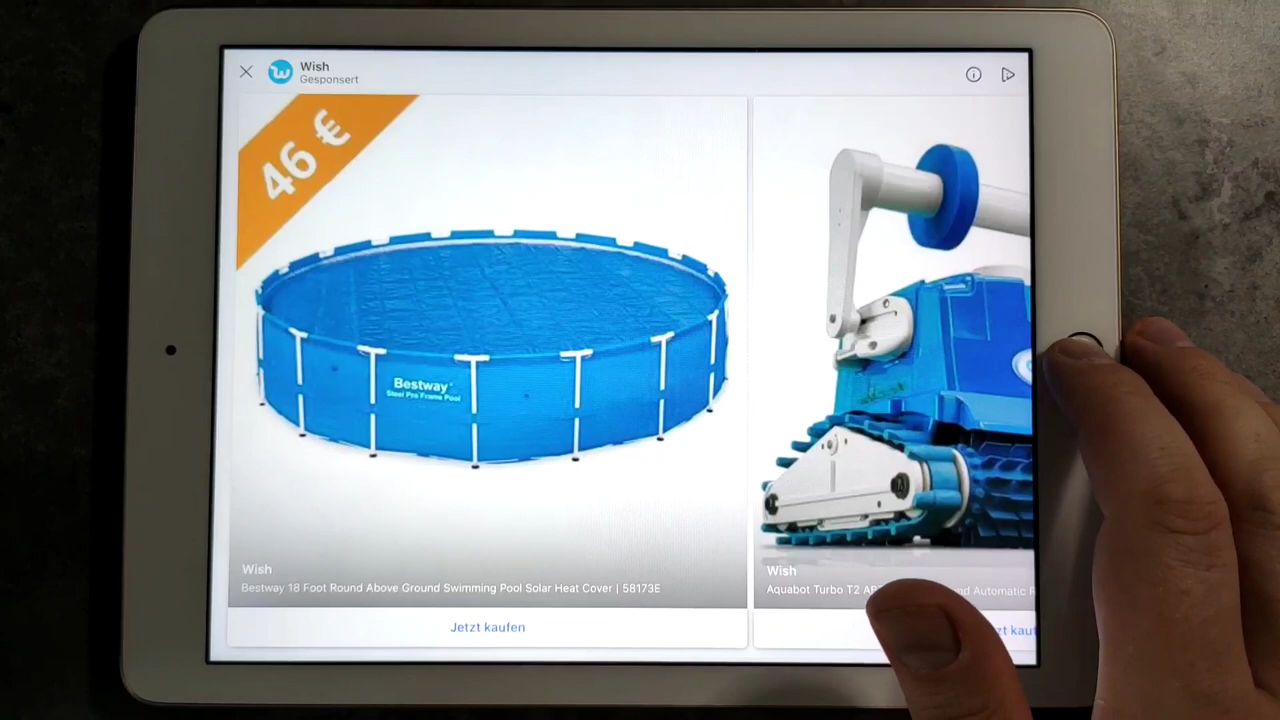 Wish
Gesponsert
46 €
Bestway
Steel Pro Frame Pool
Wish
Bestway 18 Foot Round Above Ground Swimming Pool Solar Heat Cover | 58173E
Jetzt kaufen
Wish
Aquabot Turbo T2 Automatic